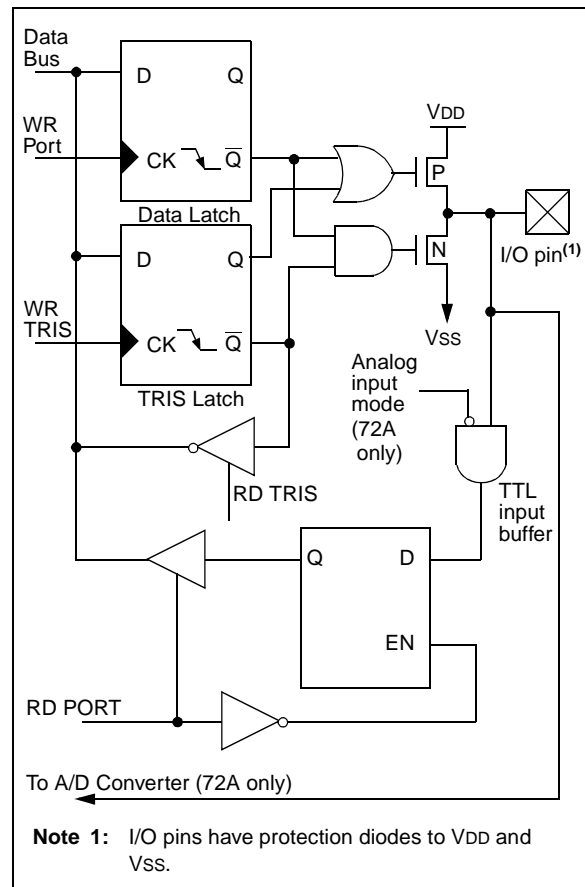 Data
Bus
D Q
WR
Port
CK Q
Data Latch
VDD
P
N
I/O pin(1)
VSS
D Q
WR
TRIS
CK Q
TRIS Latch
Analog
input
mode
(72A
only)
RD TRIS
TTL
input
buffer
Q D
EN
RD PORT
To A/D Converter (72A only)
Note 1: I/O pins have protection diodes to VDD and
VSS.